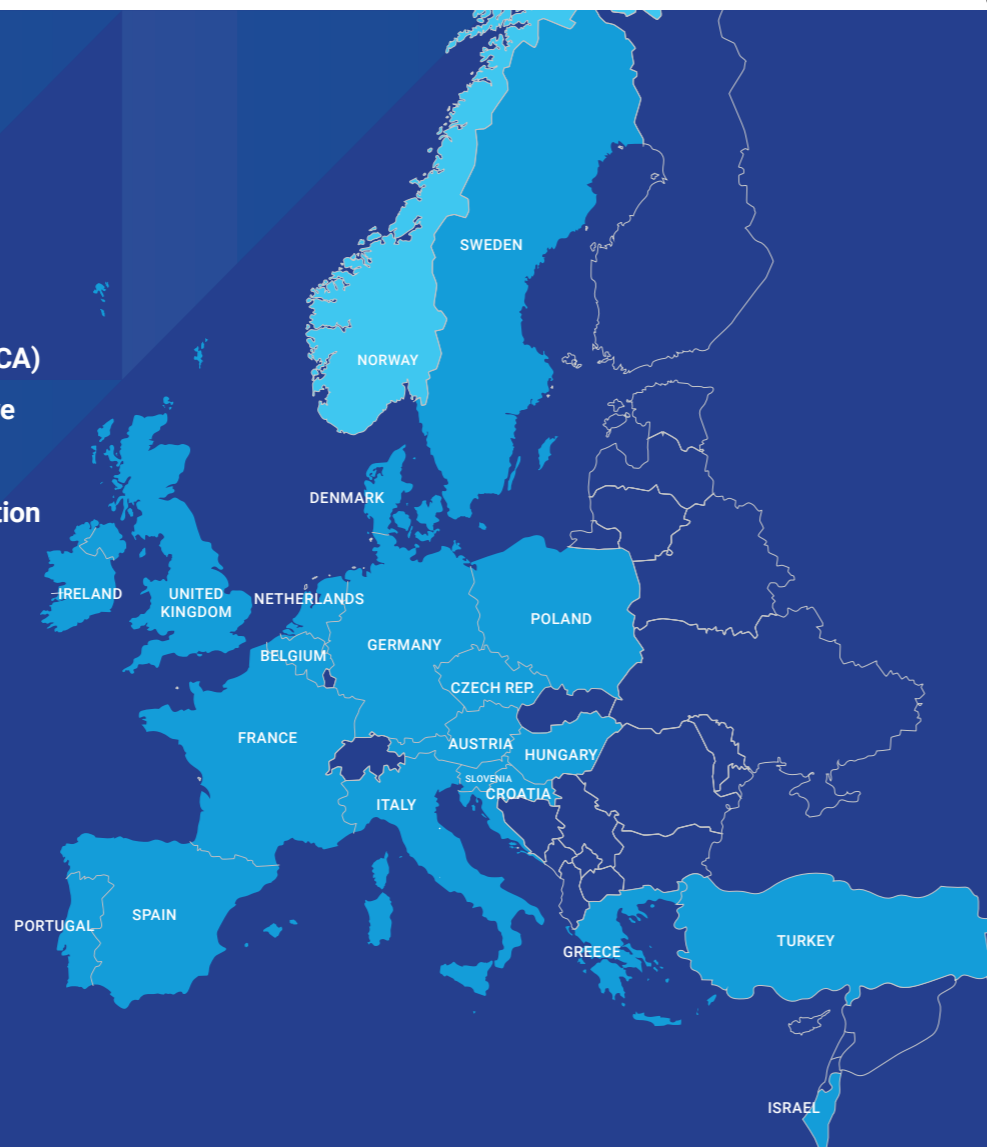 SWEDEN
CA)
NORWAY
e
DENMARK
tion
IRELAND
UNITED
KINGDOM
NETHERLANDS
POLAND
GERMANY
BELGIUM
CZECH REP.
FRANCE
AUSTRIA
HUNGARY
SLOVENIA
CROATIA
ITALY
SPAIN
PORTUGAL
TURKEY
GREECE
ISRAEL